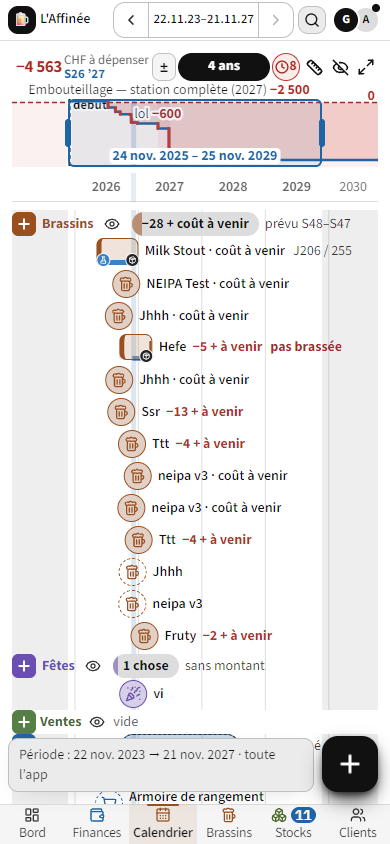 L'Affinée
22.11.23–21.11.27
G
A
−4 563 CHF à dépenser
S26 ’27
±
4 ans
8
Embouteillage — station complète (2027) −2 500
0
début
lol −600
24 nov. 2025 – 25 nov. 2029
2026 2027 2028 2029 2030
Brassins −28 + coût à venir prévu S48–S47
Milk Stout · coût à venir J206 / 255
NEIPA Test · coût à venir
Jhhh · coût à venir
Hefe −5 + à venir pas brassée
Jhhh · coût à venir
Ssr −13 + à venir
Ttt −4 + à venir
neipa v3 · coût à venir
neipa v3 · coût à venir
Ttt −4 + à venir
Jhhh
neipa v3
Fruty −2 + à venir
Fêtes 1 chose sans montant
vi
Ventes vide
Période : 22 nov. 2023 → 21 nov. 2027 · toute
l’app
Armoire de rangement
Bord Finances Calendrier Brassins Stocks 11 Clients